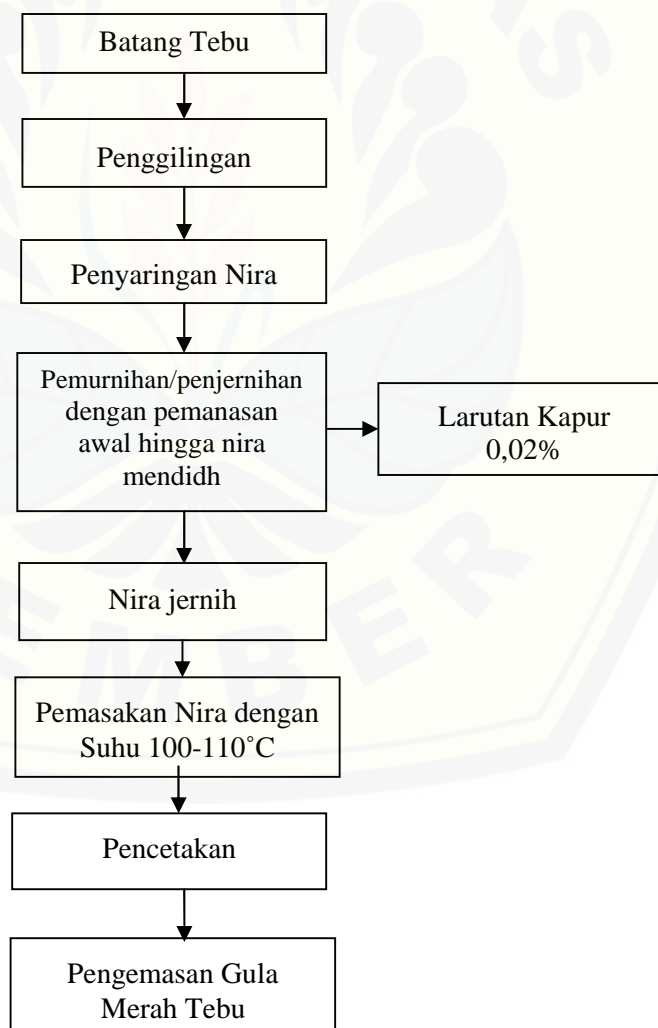 Batang Tebu
Penggilingan
Penyaringan Nira
Pemurnihan/penjernihan
dengan pemanasan
awal hingga nira
mendidh
Larutan Kapur
0,02%
Nira jernih
Pemasakan Nira dengan
Suhu 100-110˚C
Pencetakan
Pengemasan Gula
Merah Tebu